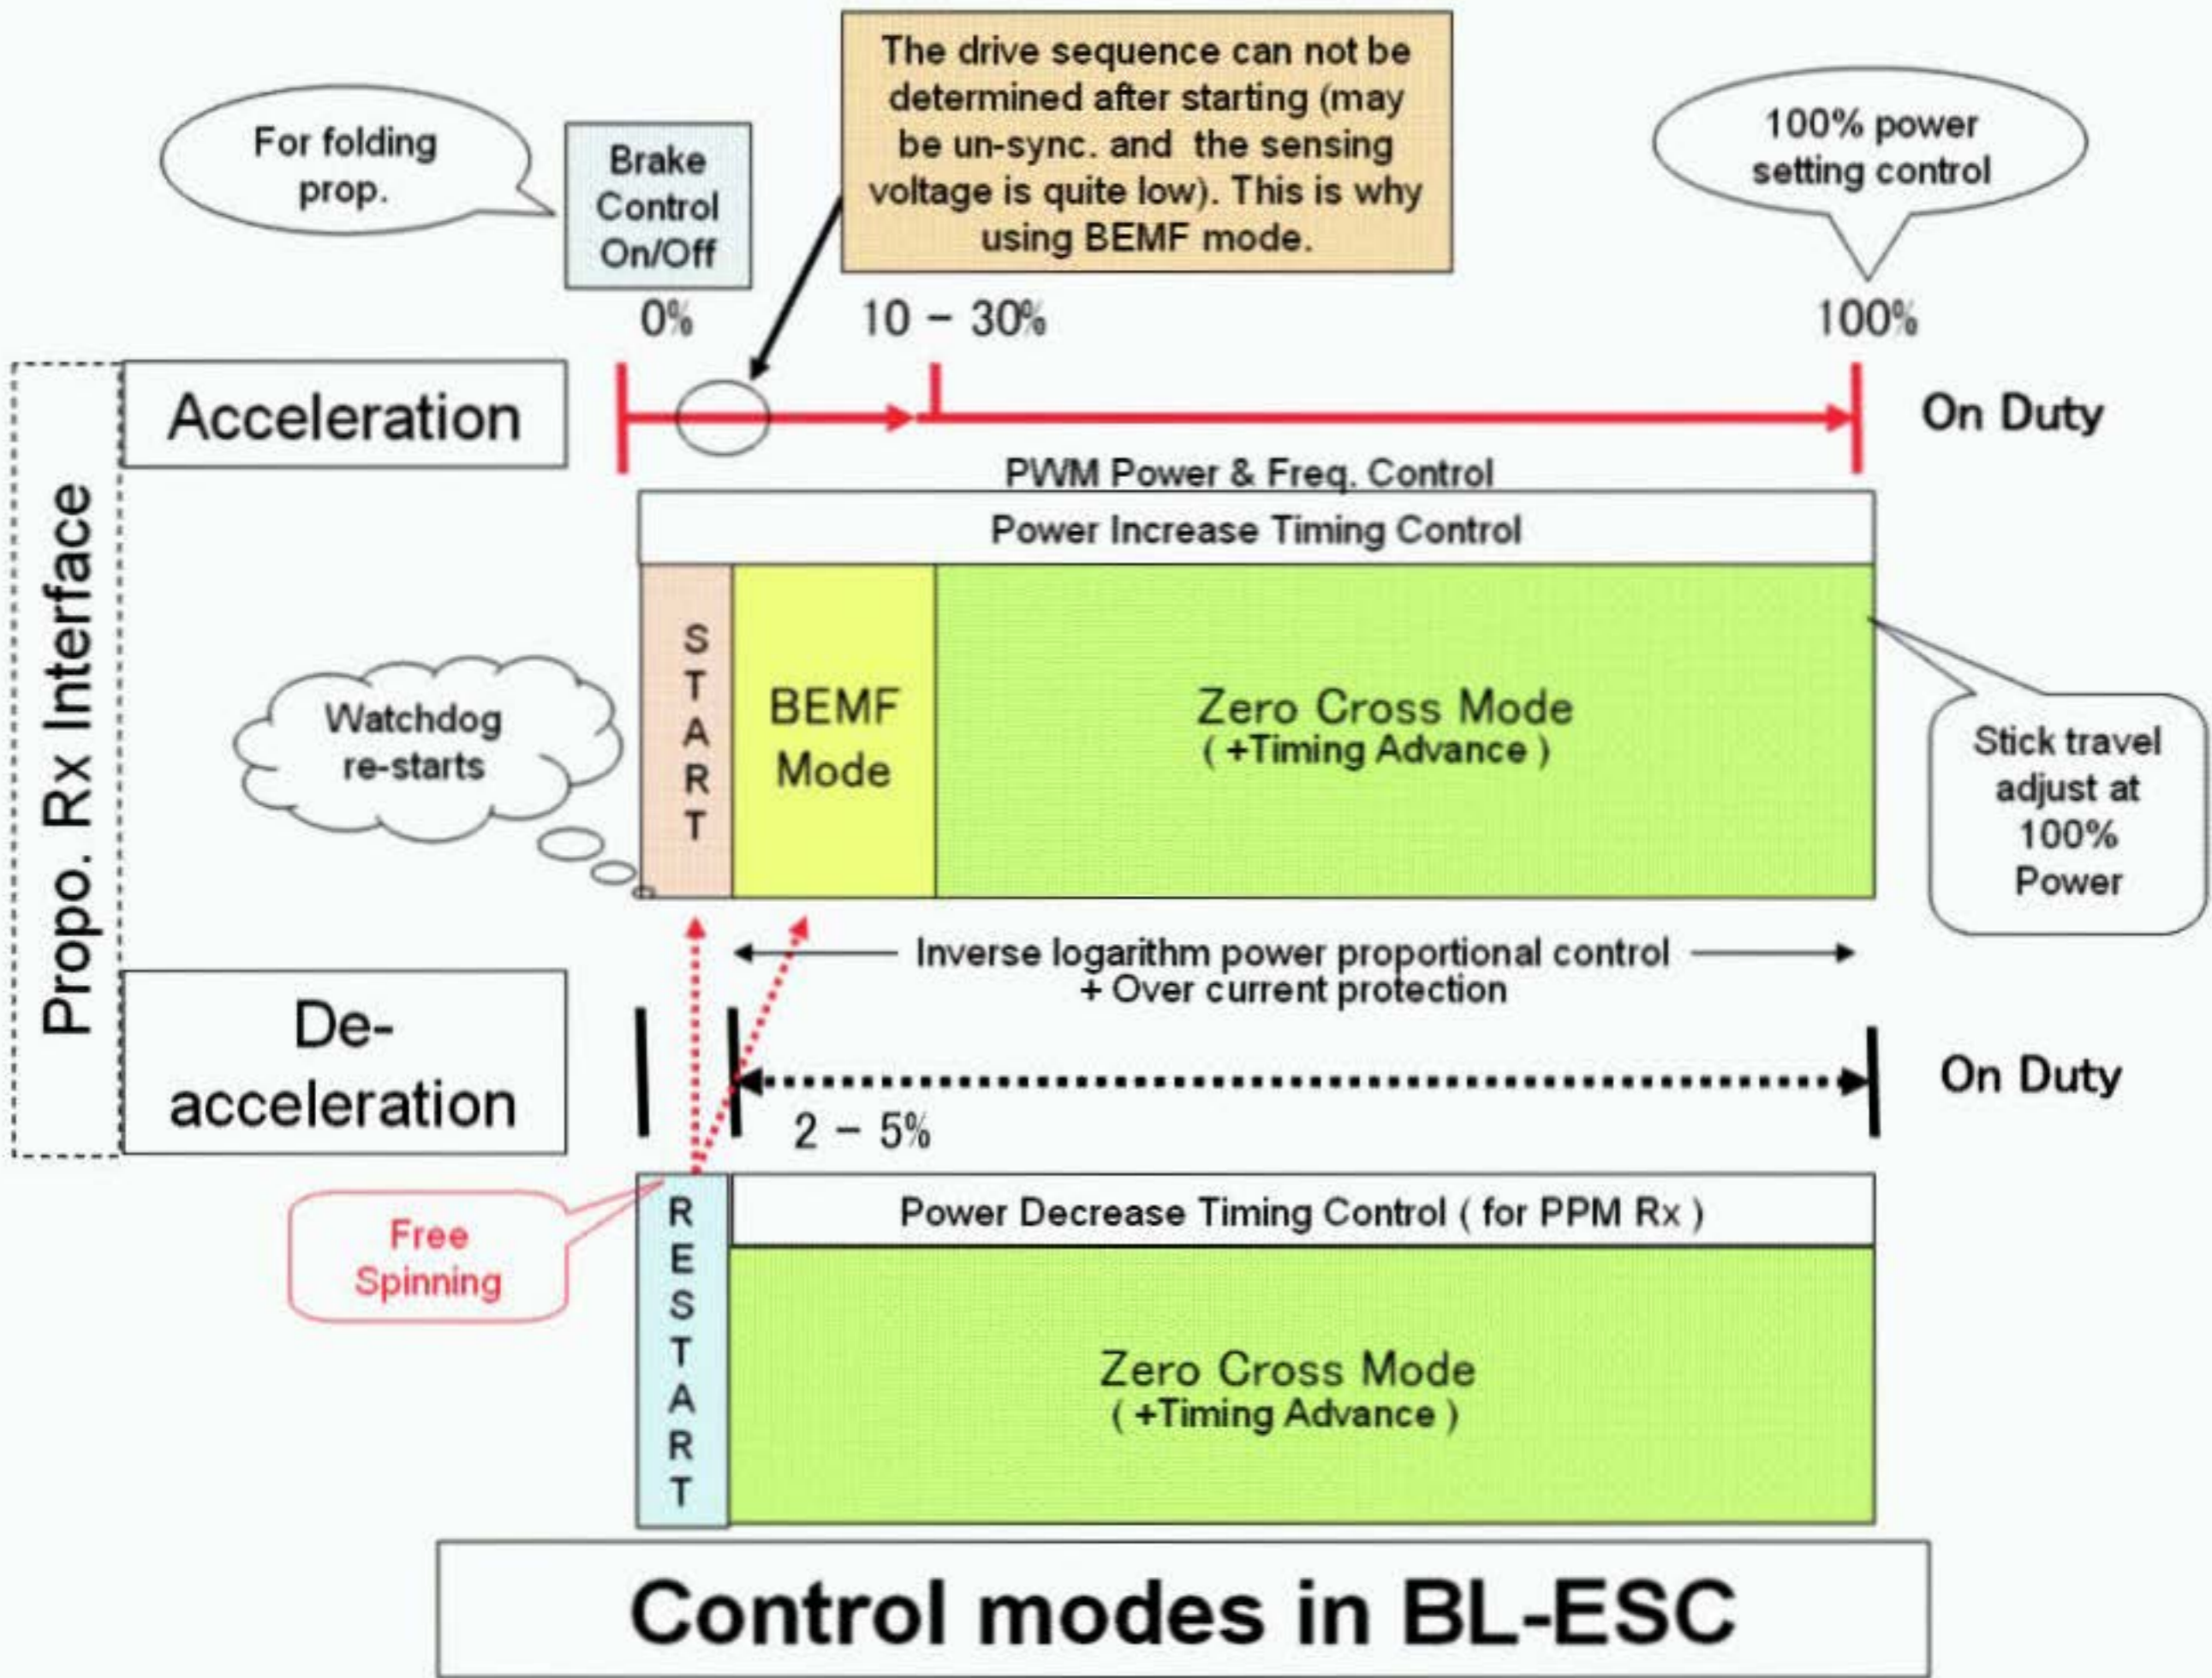 For folding
prop.
Brake
Control
On/Off
The drive sequence can not be
determined after starting (may
be un-sync. and the sensing
voltage is quite low). This is why
using BEMF mode.
100% power
setting control
0%
10 - 30%
100%
Propo. Rx Interface
Acceleration
On Duty
PWM Power & Freq. Control
Power Increase Timing Control
START
BEMF
Mode
Zero Cross Mode
( +Timing Advance )
Watchdog
re-starts
Stick travel
adjust at
100%
Power
Inverse logarithm power proportional control
+ Over current protection
De-
acceleration
On Duty
2 - 5%
Free
Spinning
RESTART
Power Decrease Timing Control ( for PPM Rx )
Zero Cross Mode
( +Timing Advance )
Control modes in BL-ESC